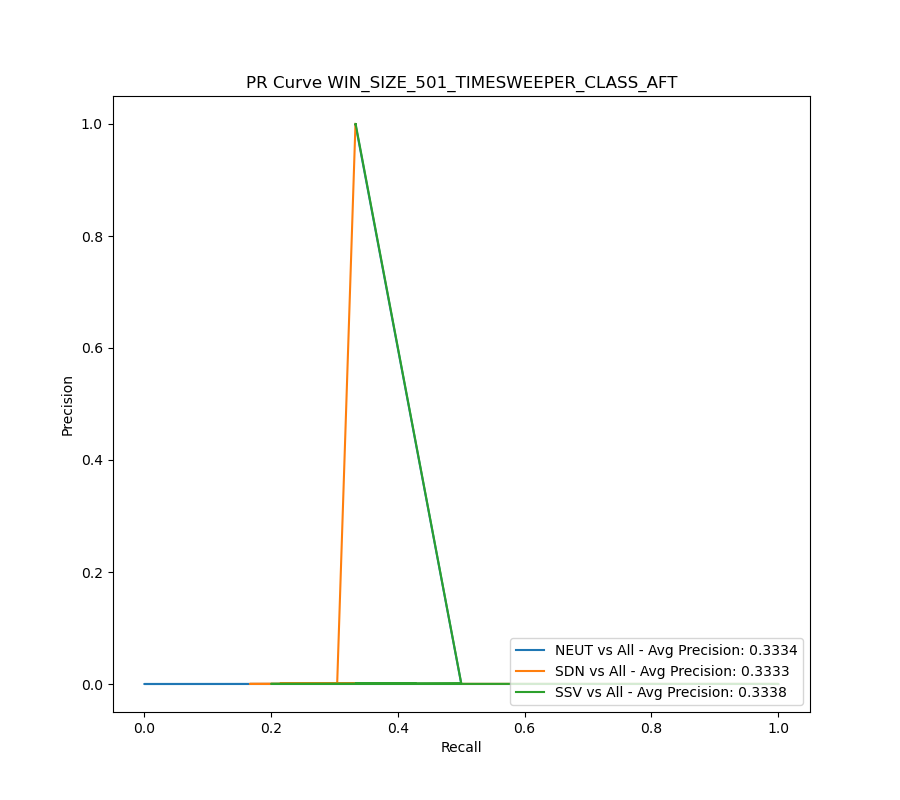 PR Curve WIN_SIZE_501_TIMESWEEPER_CLASS_AFT
1.0
0.8
0.6
0.4
0.2
0.0
Precision
NEUT vs All - Avg Precision: 0.3334
SDN vs All - Avg Precision: 0.3333
SSV vs All - Avg Precision: 0.3338
0.0 0.2 0.4 0.6 0.8 1.0
Recall